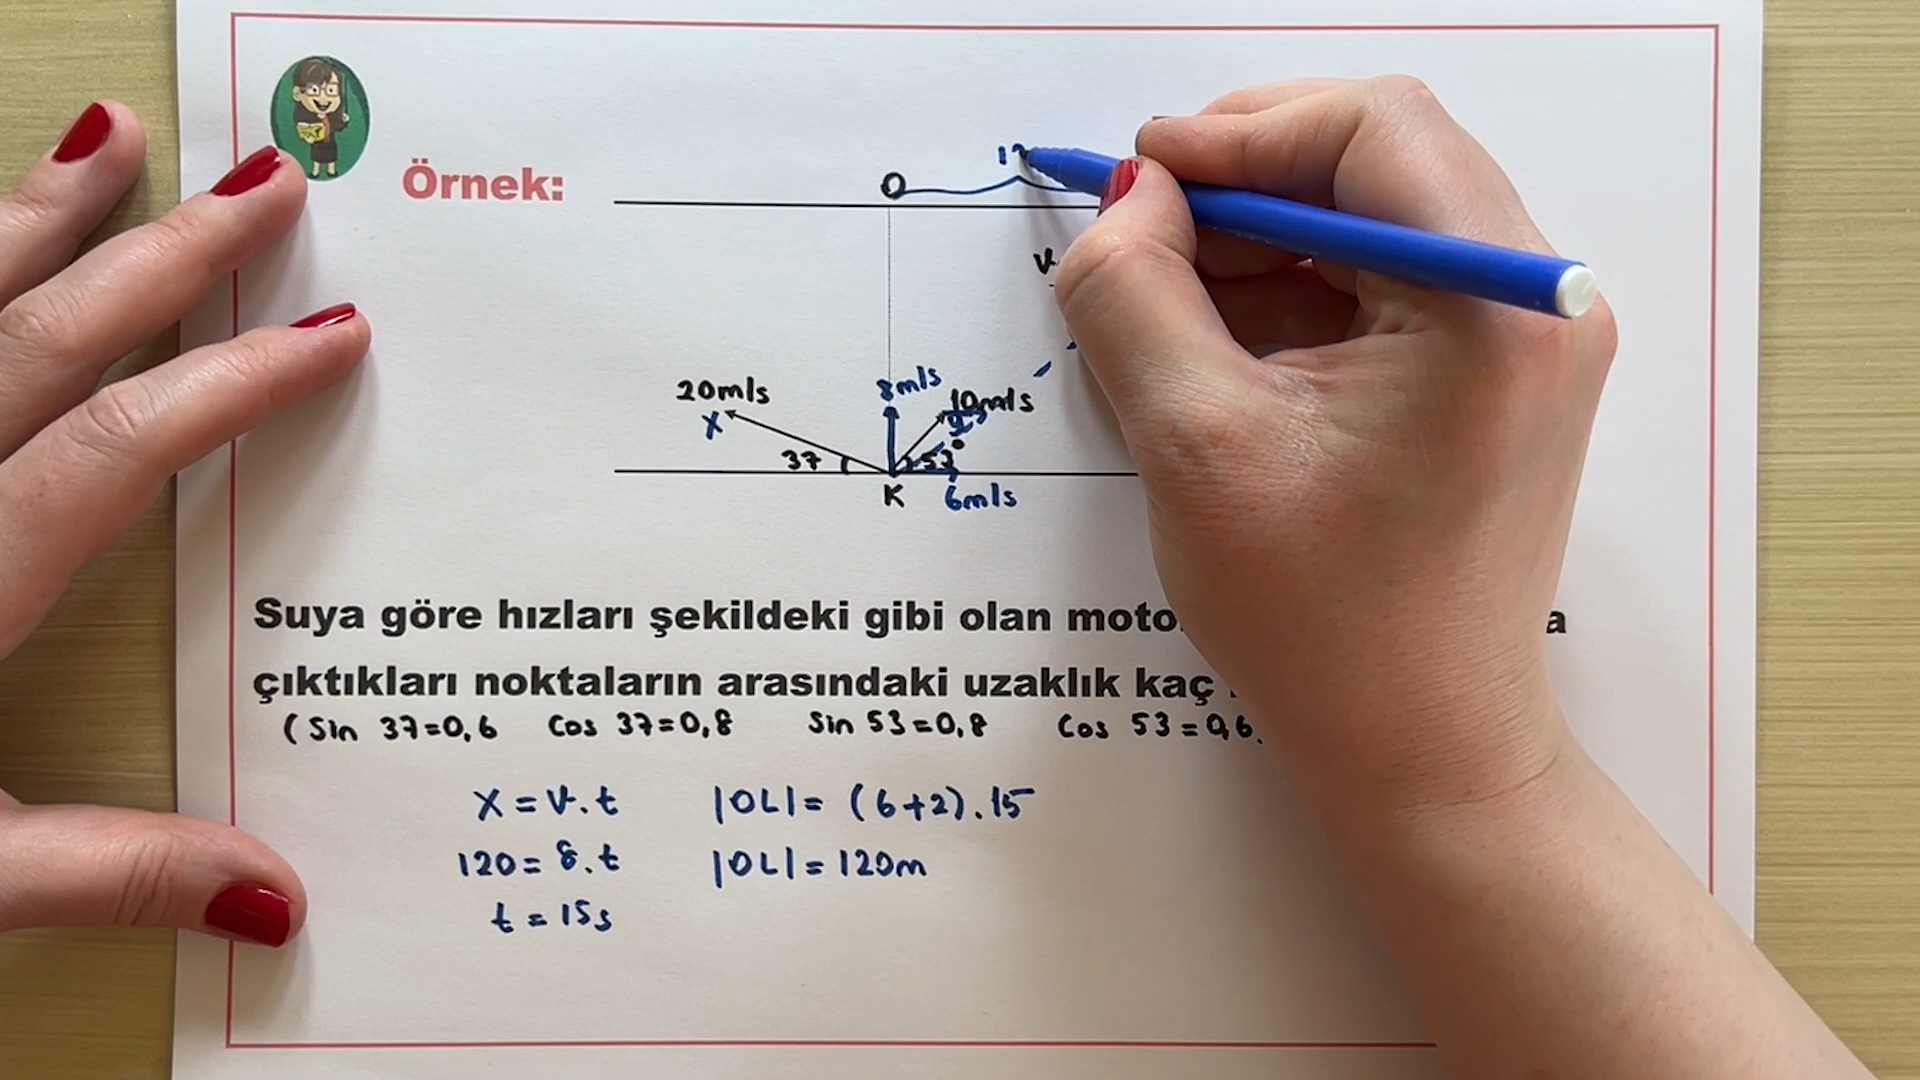 Örnek:
O
V
20m/s
X
8m/s
10m/s
37
53°
K
6m/s
Suya göre hızları şekildeki gibi olan
çıktıkları noktaların arasındaki uzaklık kaç
(Sin 37=0,6 Cos 37=0,8 Sin 53=0,8 Cos 53=0,6
X = V.t |OL| = (6+2).15
120 = 8.t |OL| = 120m
t = 15s